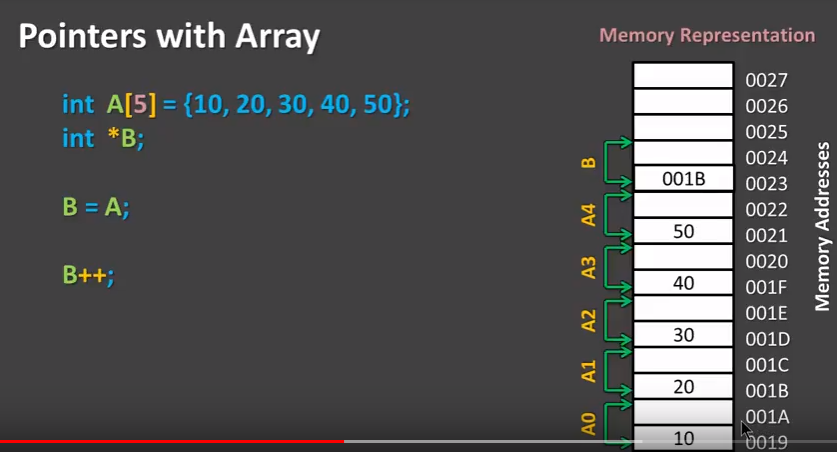 Pointers with Array
int A[5] = {10, 20, 30, 40, 50};
int *B;
B = A;
B++;
Memory Representation
0027
0026
0025
0024
B
001B 0023
0022
A4
50 0021
0020
A3
40 001F
001E
A2
30 001D
001C
A1
20 001B
001A
A0
10 0019
Memory Addresses